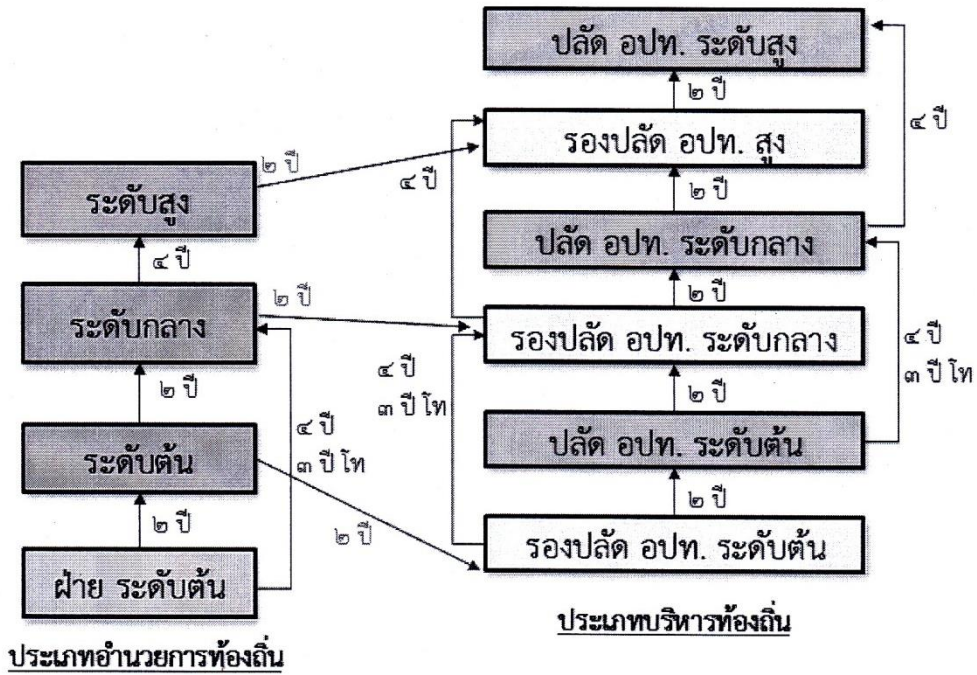 ปลัด อปท. ระดับสูง
๒ ปี
๔ ปี
รองปลัด อปท. สูง
๒ ปี
๔ ปี
ระดับสูง
๒ ปี
ปลัด อปท. ระดับกลาง
๔ ปี
๒ ปี
๒ ปี
ระดับกลาง
รองปลัด อปท. ระดับกลาง
๔ ปี
๓ ปี โท
๔ ปี
๓ ปี โท
๒ ปี
๒ ปี
๔ ปี
๓ ปี โท
ระดับต้น
ปลัด อปท. ระดับต้น
๒ ปี
๒ ปี
๒ ปี
ฝ่าย ระดับต้น
รองปลัด อปท. ระดับต้น
ประเภทอำนวยการท้องถิ่น
ประเภทบริหารท้องถิ่น